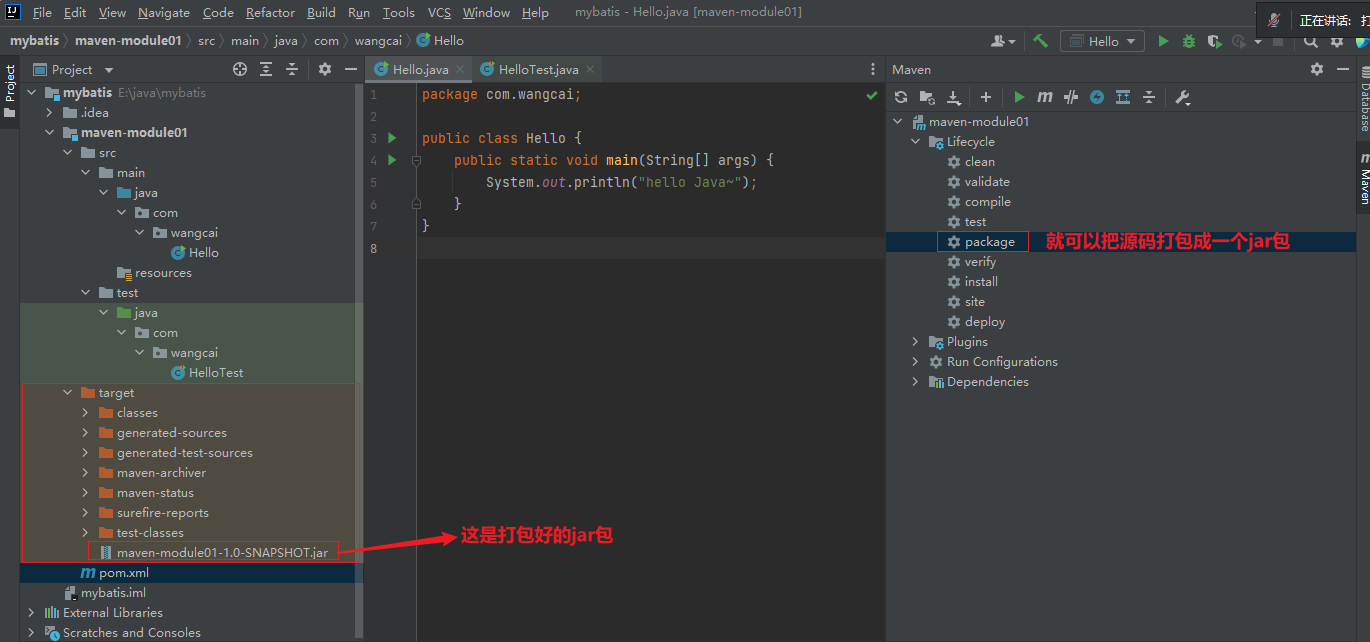 File Edit View Navigate Code Refactor Build Run Tools VCS Window Help mybatis - Hello.java [maven-module01]
正在讲话:
mybatis maven-module01 src main java com wangcai Hello
Hello
Project
Project
mybatis E:\java\mybatis
.idea
maven-module01
src
main
java
com
wangcai
Hello
resources
test
java
com
wangcai
HelloTest
target
classes
generated-sources
generated-test-sources
maven-archiver
maven-status
surefire-reports
test-classes
maven-module01-1.0-SNAPSHOT.jar
pom.xml
mybatis.iml
External Libraries
Scratches and Consoles
Hello.java HelloTest.java
1 package com.wangcai;
2
3 public class Hello {
4 public static void main(String[] args) {
5 System.out.println("hello Java~");
6 }
7 }
8
这是打包好的jar包
Maven
m
maven-module01
Lifecycle
clean
validate
compile
test
package 就可以把源码打包成一个jar包
verify
install
site
deploy
Plugins
Run Configurations
Dependencies
Database
Maven